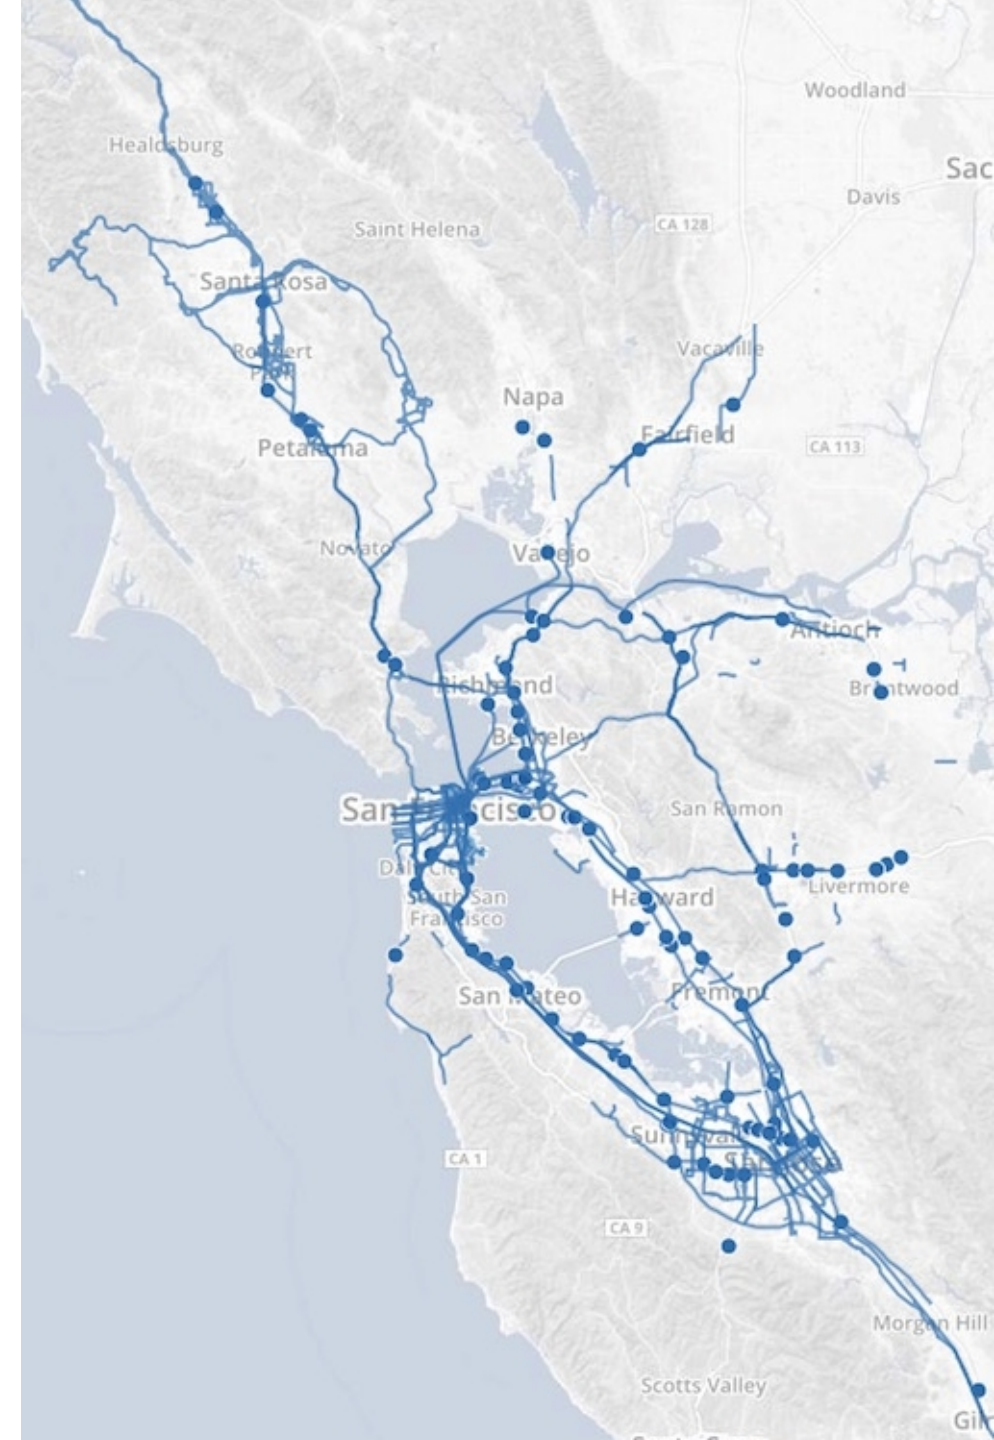 Woodland
Healdsburg
Sac
Davis
CA 128
Saint Helena
Santa Rosa
Vacaville
Rohnert
Park
Napa
Fairfield
CA 113
Petaluma
Novato
Vallejo
Antioch
Richmond
Brentwood
Berkeley
San Francisco
San Ramon
Daly City
Livermore
Hayward
South San
Francisco
San Mateo
Fremont
Sunnyvale
San Jose
CA 1
CA 9
Morgan Hill
Scotts Valley
Gilr